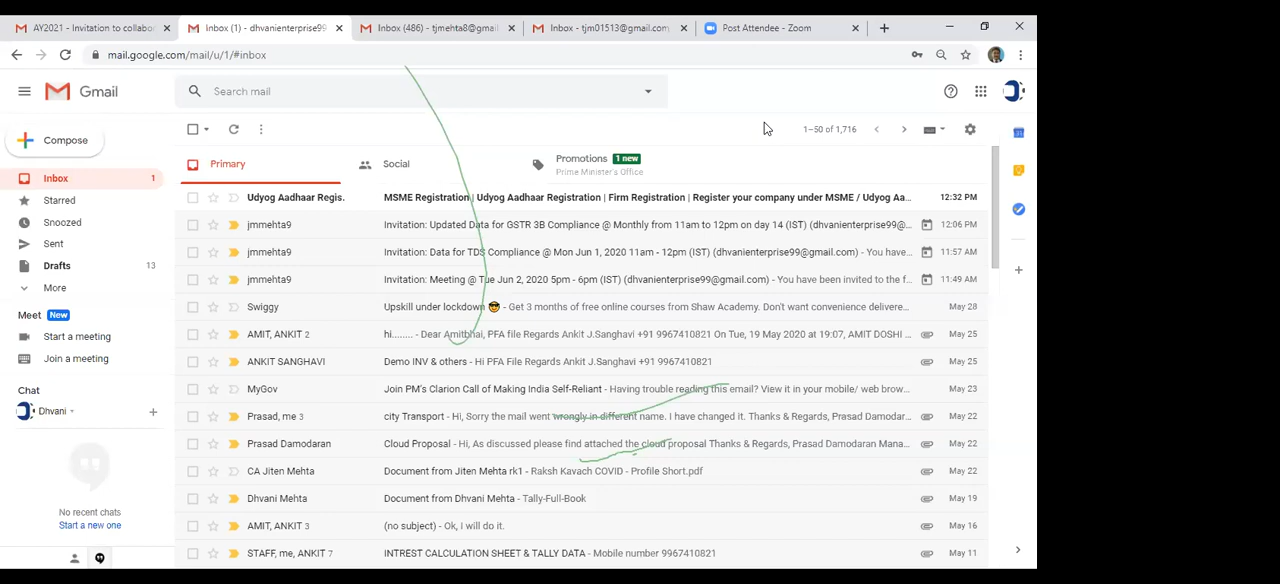 AY2021 - Invitation to collabo
Inbox (1) - dhvanienterprise99
Inbox (486) - tjmehta8@gmail
Inbox - tjm01513@gmail.com
Post Attendee - Zoom
mail.google.com/mail/u/1/#inbox
Gmail
Search mail
Compose
1–50 of 1,716
Primary
Social
Promotions 1 new
Prime Minister's Office
Inbox 1
Starred
Snoozed
Sent
Drafts 13
More
Meet New
Start a meeting
Join a meeting
Chat
Dhvani
No recent chats
Start a new one
Udyog Aadhaar Regis. MSME Registration | Udyog Aadhaar Registration | Firm Registration | Register your company under MSME / Udyog Aa... 12:32 PM
jmmehta9 Invitation: Updated Data for GSTR 3B Compliance @ Monthly from 11am to 12pm on day 14 (IST) (dhvanienterprise99@gmail.com) 12:06 PM
jmmehta9 Invitation: Data for TDS Compliance @ Mon Jun 1, 2020 11am - 12pm (IST) (dhvanienterprise99@gmail.com) - You have... 11:57 AM
jmmehta9 Invitation: Meeting @ Tue Jun 2, 2020 5pm - 6pm (IST) (dhvanienterprise99@gmail.com) - You have been invited to the f... 11:49 AM
Swiggy Upskill under lockdown 😎 - Get 3 months of free online courses from Shaw Academy. Don't want convenience delivere... May 28
AMIT, ANKIT 2 hi........ - Dear Amitbhai, PFA file Regards Ankit J.Sanghavi +91 9967410821 On Tue, 19 May 2020 at 19:07, AMIT DOSHI ... May 25
ANKIT SANGHAVI Demo INV & others - Hi PFA File Regards Ankit J.Sanghavi +91 9967410821 May 25
MyGov Join PM's Clarion Call of Making India Self-Reliant - Having trouble reading this email? View it in your mobile/ web brow... May 23
Prasad, me 3 city Transport - Hi, Sorry the mail went wrongly in different name. I have changed it. Thanks & Regards, Prasad Damodar... May 22
Prasad Damodaran Cloud Proposal - Hi, As discussed please find attached the cloud proposal Thanks & Regards, Prasad Damodaran Mana... May 22
CA Jiten Mehta Document from Jiten Mehta rk1 - Raksh Kavach COVID - Profile Short.pdf May 22
Dhvani Mehta Document from Dhvani Mehta - Tally-Full-Book May 19
AMIT, ANKIT 3 (no subject) - Ok, I will do it. May 16
STAFF, me, ANKIT 7 INTREST CALCULATION SHEET & TALLY DATA - Mobile number 9967410821 May 11